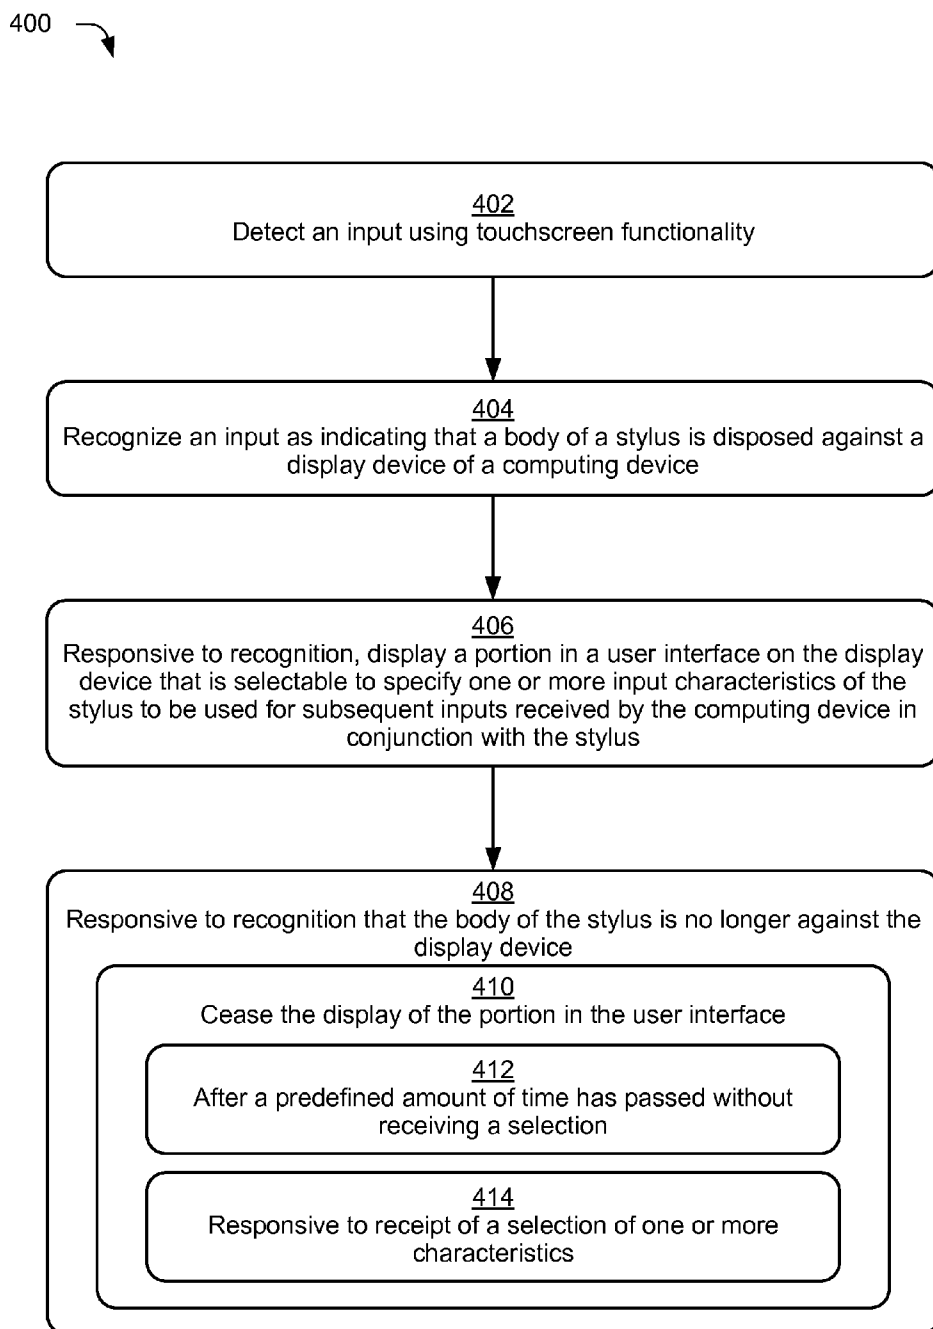 400
402
Detect an input using touchscreen functionality
404
Recognize an input as indicating that a body of a stylus is disposed against a
display device of a computing device
406
Responsive to recognition, display a portion in a user interface on the display
device that is selectable to specify one or more input characteristics of the
stylus to be used for subsequent inputs received by the computing device in
conjunction with the stylus
408
Responsive to recognition that the body of the stylus is no longer against the
display device
410
Cease the display of the portion in the user interface
412
After a predefined amount of time has passed without
receiving a selection
414
Responsive to receipt of a selection of one or more
characteristics